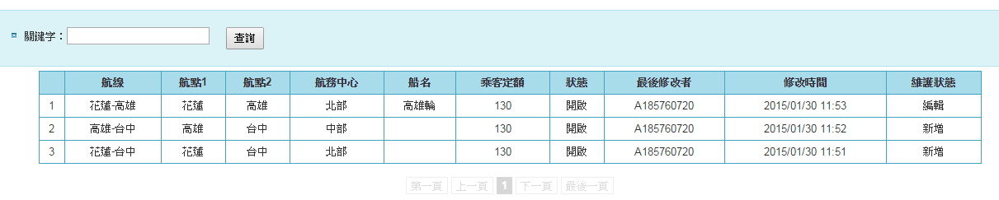 關鍵字： 查詢
航線 航點1 航點2 航務中心 船名 乘客定額 狀態 最後修改者 修改時間 維護狀態
1 花蓮-高雄 花蓮 高雄 北部 高雄輪 130 開啟 A185760720 2015/01/30 11:53 編輯
2 高雄-台中 高雄 台中 中部 130 開啟 A185760720 2015/01/30 11:52 新增
3 花蓮-台中 花蓮 台中 北部 130 開啟 A185760720 2015/01/30 11:51 新增
第一頁 上一頁 1 下一頁 最後一頁